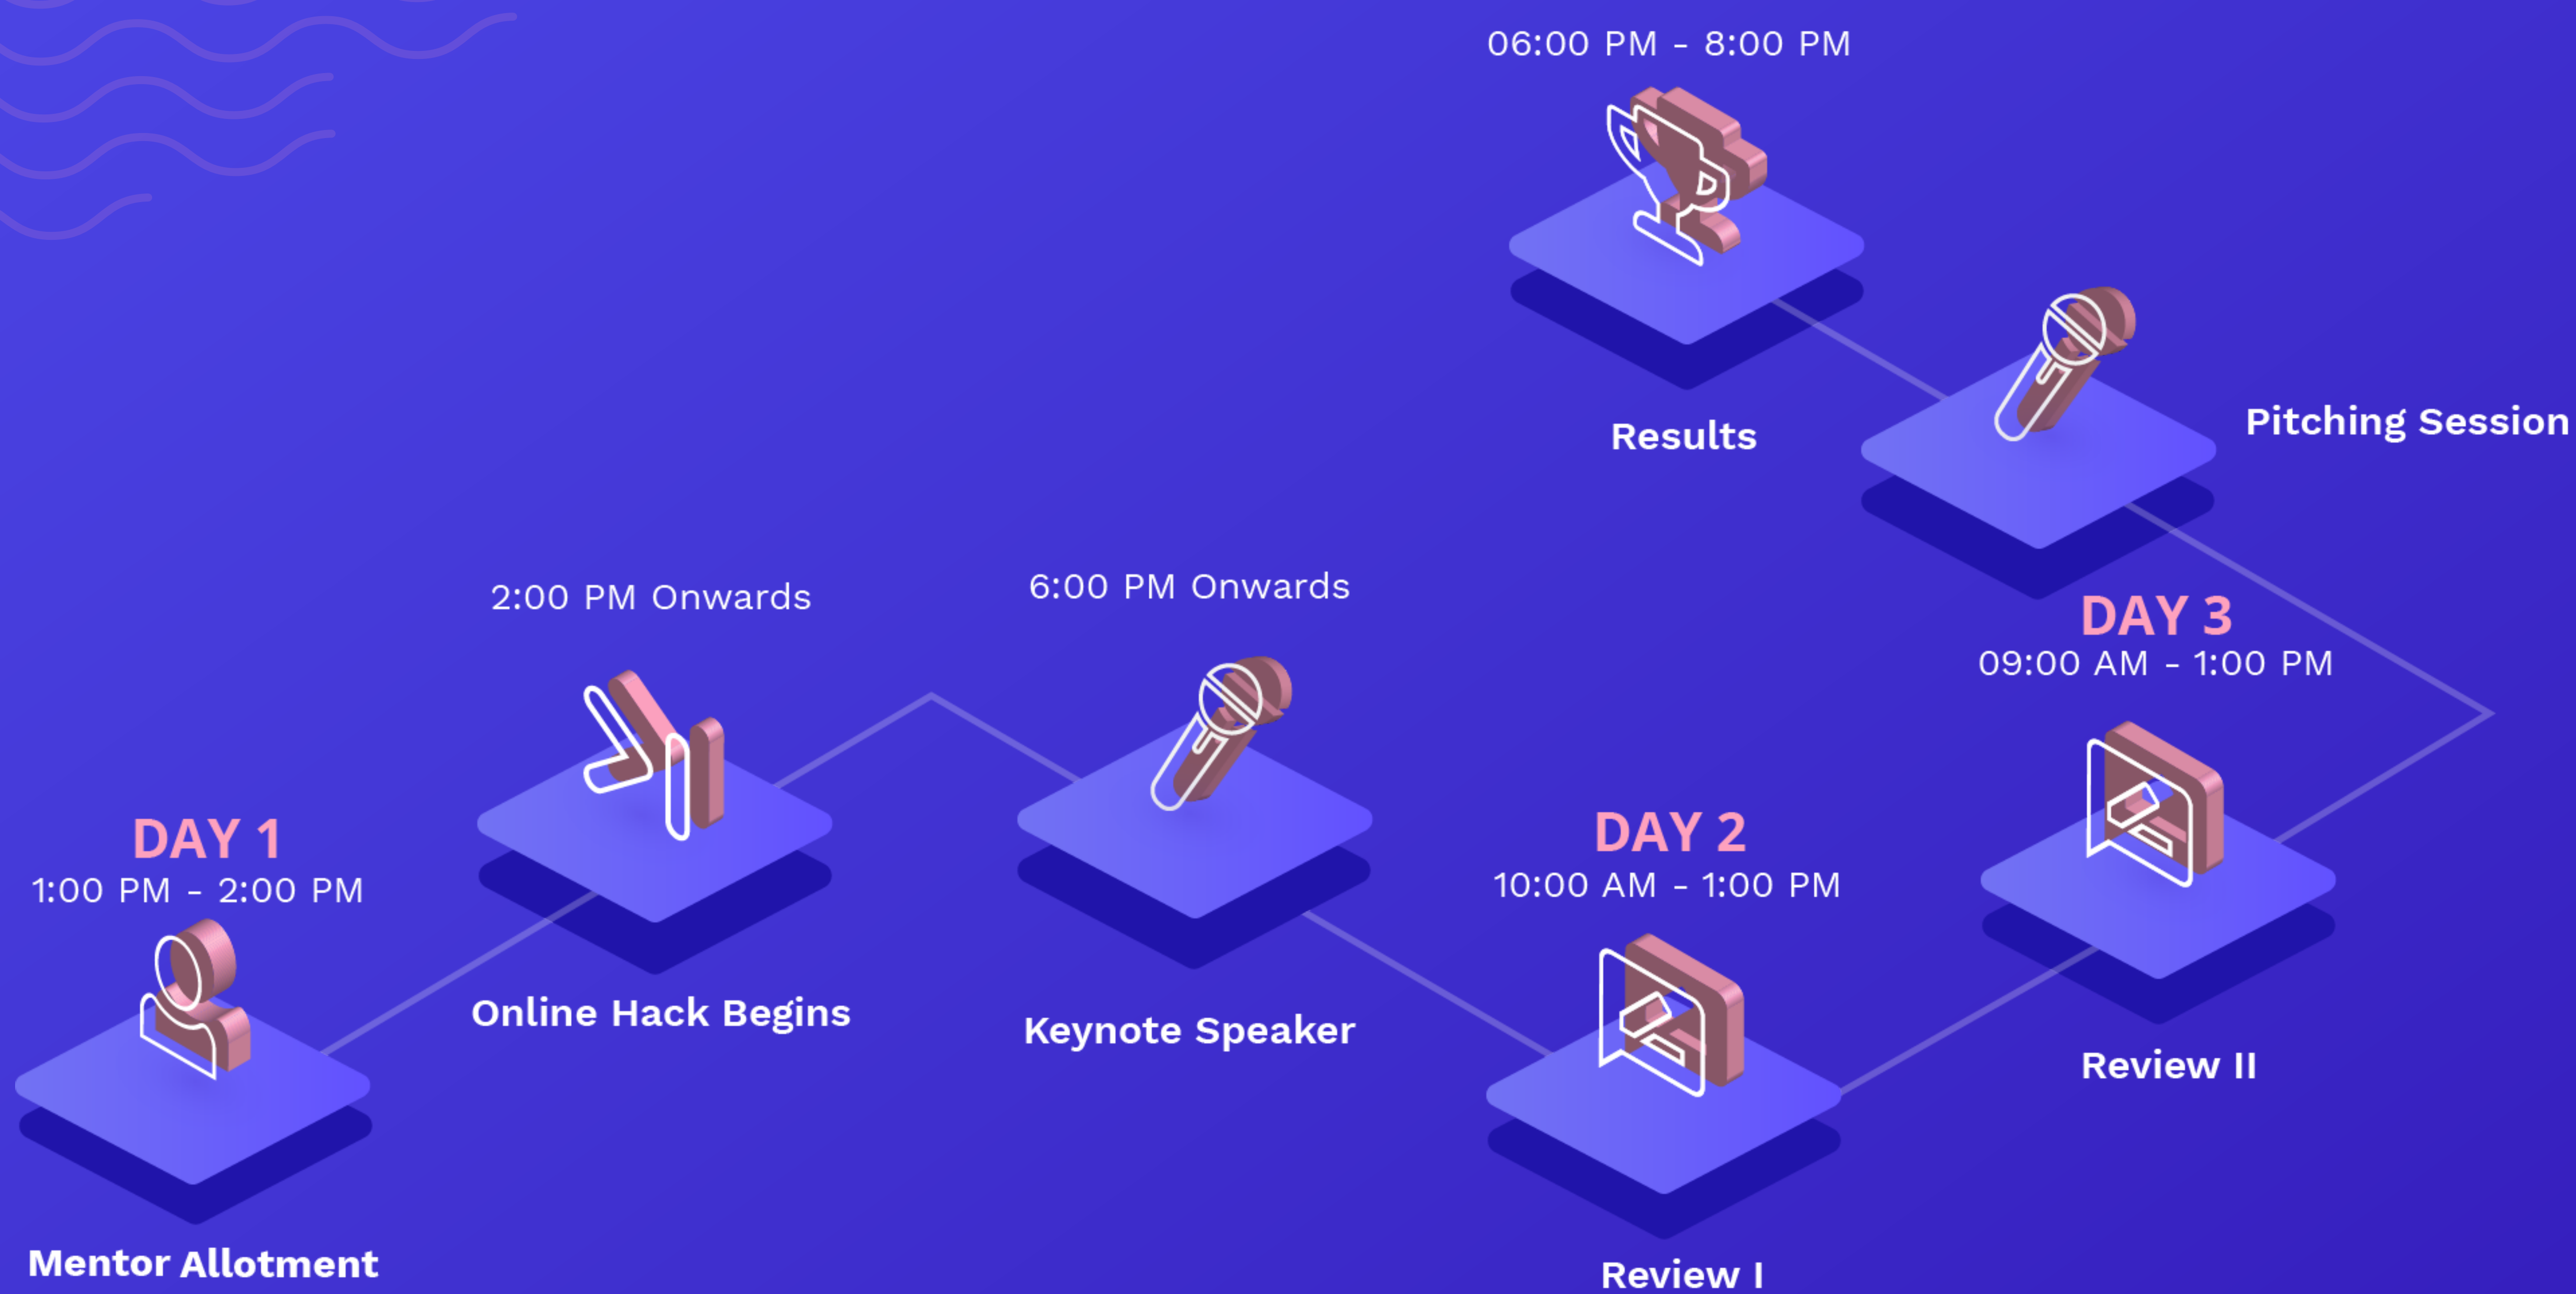 DAY 1
1:00 PM - 2:00 PM
Mentor Allotment
2:00 PM Onwards
Online Hack Begins
6:00 PM Onwards
Keynote Speaker
DAY 2
10:00 AM - 1:00 PM
Review I
DAY 3
09:00 AM - 1:00 PM
Review II
Pitching Session
06:00 PM - 8:00 PM
Results